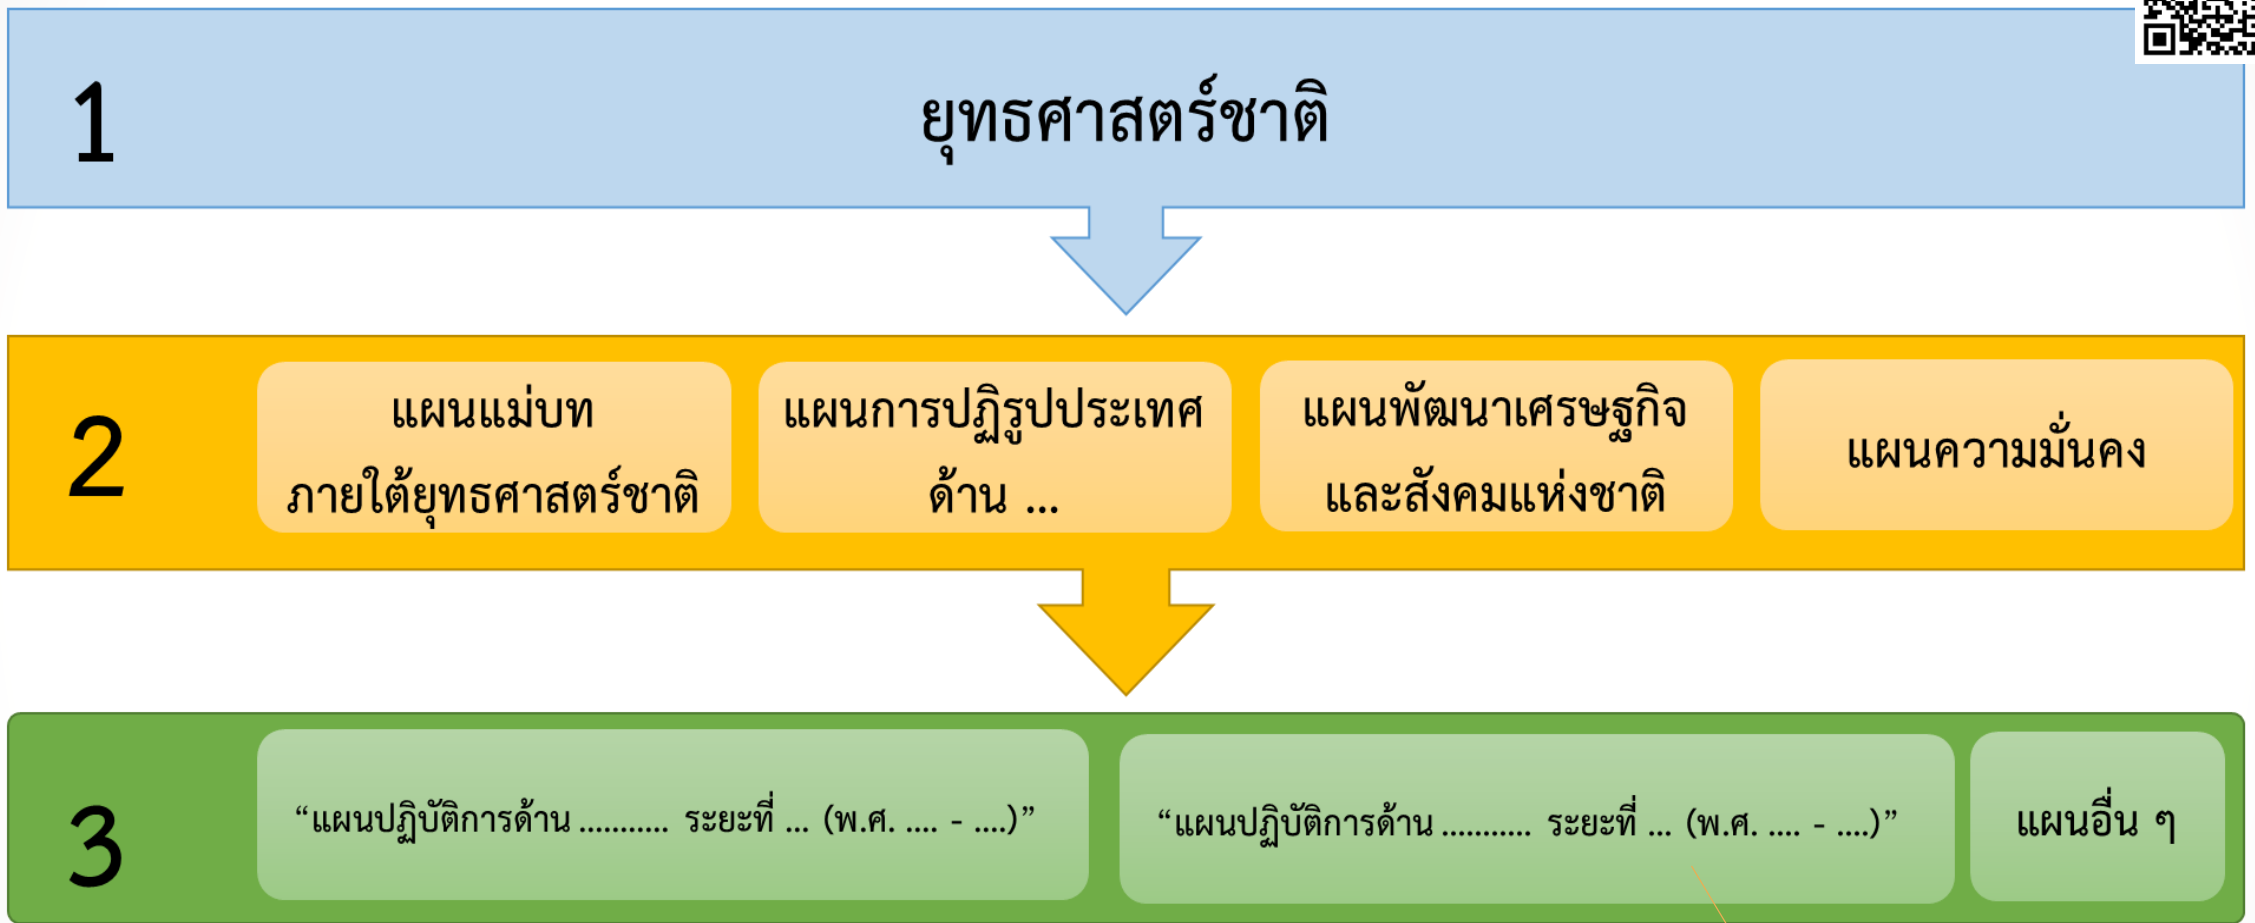 1
ยุทธศาสตร์ชาติ
2
แผนแม่บท
ภายใต้ยุทธศาสตร์ชาติ
แผนการปฏิรูปประเทศ
ด้าน ...
แผนพัฒนาเศรษฐกิจ
และสังคมแห่งชาติ
แผนความมั่นคง
3
“แผนปฏิบัติการด้าน ........... ระยะที่ ... (พ.ศ. .... - ....)”
“แผนปฏิบัติการด้าน ........... ระยะที่ ... (พ.ศ. .... - ....)”
แผนอื่น ๆ